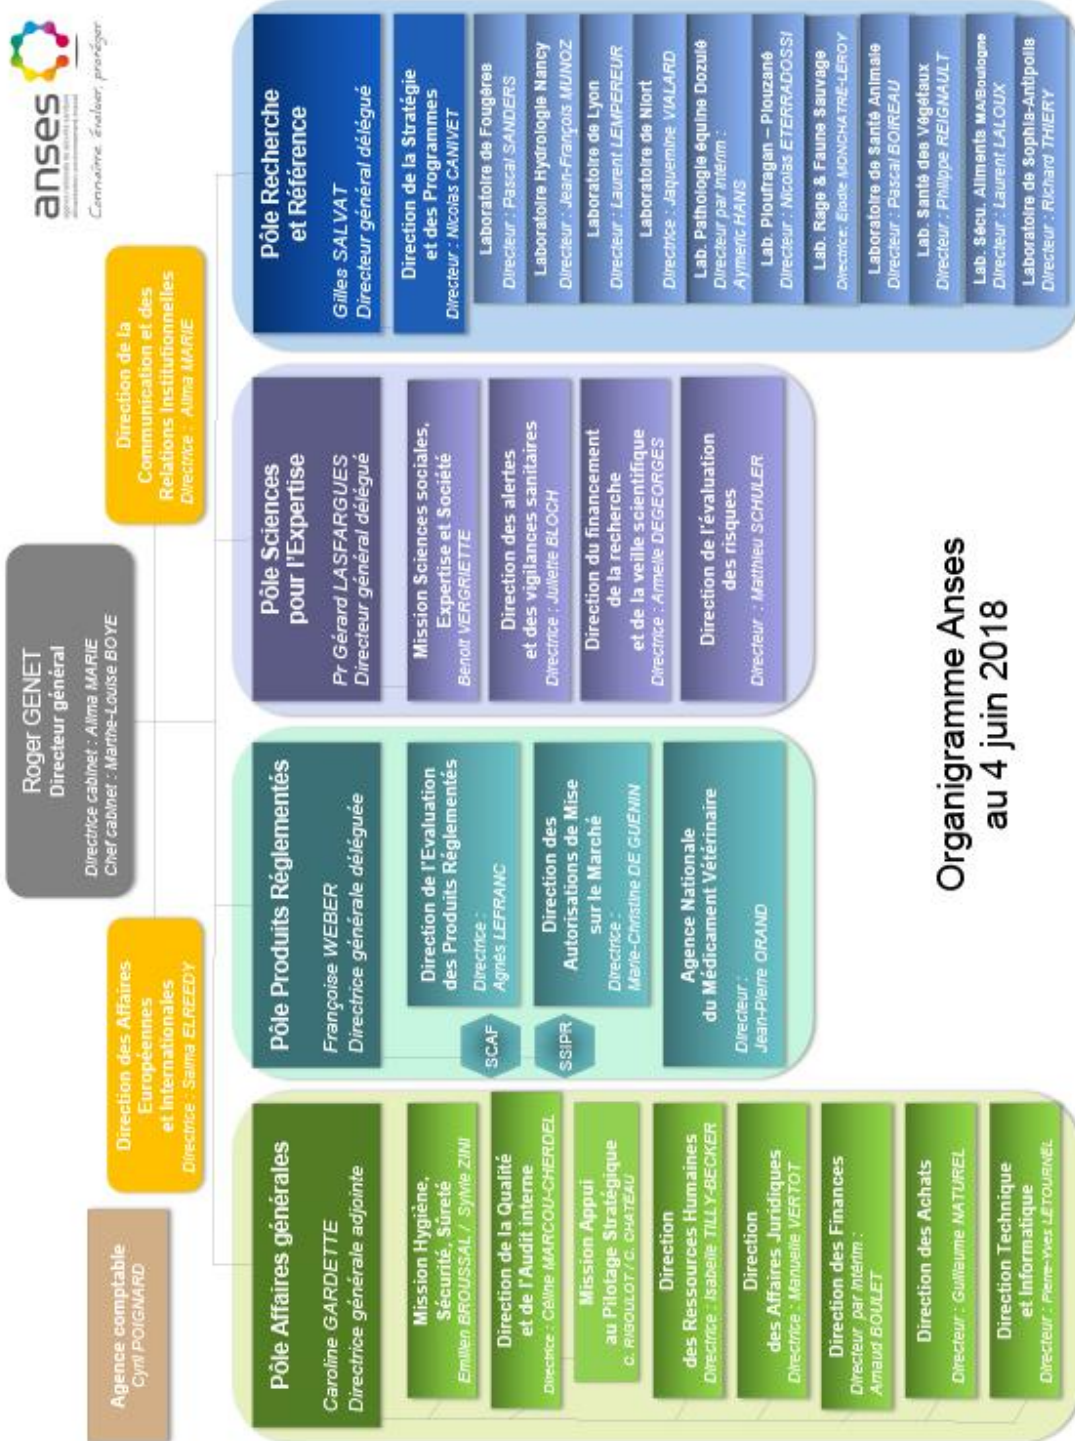 anses
Connaître, évaluer, protéger
Roger GENET
Directeur général
Directrice cabinet : Alima MARIE
Chef cabinet : Marthe-Louise BOYE
Agence comptable
Cyril POIGNARD
Direction des Affaires
Européennes
et Internationales
Directrice : Salma ELREEDY
Direction de la
Communication et des
Relations Institutionnelles
Directrice : Alima MARIE
Pôle Affaires générales
Caroline GARDETTE
Directrice générale adjointe
Mission Hygiène,
Sécurité, Sûreté
Emilien BROUSSAL / Sylvie ZINI
Direction de la Qualité
et de l'Audit interne
Directrice : Céline MARCOU-CHERDEL
Mission Appui
au Pilotage Stratégique
C. RIGOULOT / C. CHATEAU
Direction
des Ressources Humaines
Directrice : Isabelle TILLY-BECKER
Direction
des Affaires Juridiques
Directrice : Manuelle VERTOT
Direction des Finances
Directeur par Intérim :
Arnaud BOULET
Direction des Achats
Directeur : Guillaume NATUREL
Direction Technique
et Informatique
Directeur : Pierre-Yves LETOURNEL
Pôle Produits Réglementés
Françoise WEBER
Directrice générale déléguée
SCAF
SSIPR
Direction de l'Evaluation
des Produits Réglementés
Directrice :
Agnès LEFRANC
Direction des
Autorisations de Mise
sur le Marché
Directrice :
Marie-Christine DE GUÉNIN
Agence Nationale
du Médicament Vétérinaire
Directeur :
Jean-Pierre ORAND
Pôle Sciences
pour l'Expertise
Pr Gérard LASFARGUES
Directeur général délégué
Mission Sciences sociales,
Expertise et Société
Benoit VERGRIETTE
Direction des alertes
et des vigilances sanitaires
Directrice : Juliette BLOCH
Direction du financement
de la recherche
et de la veille scientifique
Directrice : Armelle DEGEORGES
Direction de l'évaluation
des risques
Directeur : Matthieu SCHULER
Pôle Recherche
et Référence
Gilles SALVAT
Directeur général délégué
Direction de la Stratégie
et des Programmes
Directeur : Nicolas CANIVET
Laboratoire de Fougères
Directeur : Pascal SANDERS
Laboratoire Hydrologie Nancy
Directeur : Jean-François MUNOZ
Laboratoire de Lyon
Directeur : Laurent LEMPEREUR
Laboratoire de Niort
Directrice : Jaquemine VIALARD
Lab. Pathologie équine Dozulé
Directeur par Intérim :
Aymeric HANS
Lab. Ploufragan – Plouzané
Directeur : Nicolas ETERRADOSSI
Lab. Rage & Faune Sauvage
Directrice: Elodie MONCHATRE-LEROY
Laboratoire de Santé Animale
Directeur : Pascal BOIREAU
Lab. Santé des Végétaux
Directeur : Philippe REIGNAULT
Lab. Sécu. Aliments MA/Boulogne
Directeur : Laurent LALOUX
Laboratoire de Sophia-Antipolis
Directeur : Richard THIERY
Organigramme Anses
au 4 juin 2018